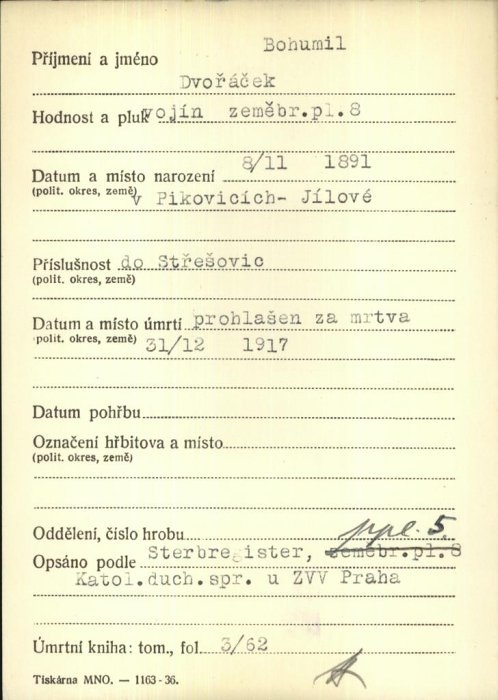 Bohumil
Příjmení a jméno
Dvořáček
Hodnost a pluk vojín zeměbr.pl.8
Datum a místo narození 8/11 1891
(polit. okres, země) v Pikovicích- Jílové
Příslušnost do Střešovic
(polit. okres, země)
Datum a místo úmrtí prohlašen za mrtva
polit. okres, země) 31/12 1917
Datum pohřbu
Označení hřbitova a místo
(polit. okres, země)
Oddělení, číslo hrobu ppl. 5.
Opsáno podle Sterbregister, zeměbr.pl.8
Katol.duch.spr. u ZVV Praha
Úmrtní kniha: tom., fol. 3/62
Tiskárna MNO. — 1163-36.